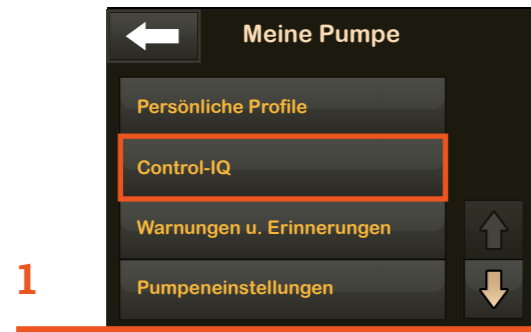 Meine Pumpe
Persönliche Profile
Control-IQ
Warnungen u. Erinnerungen
Pumpeneinstellungen
1